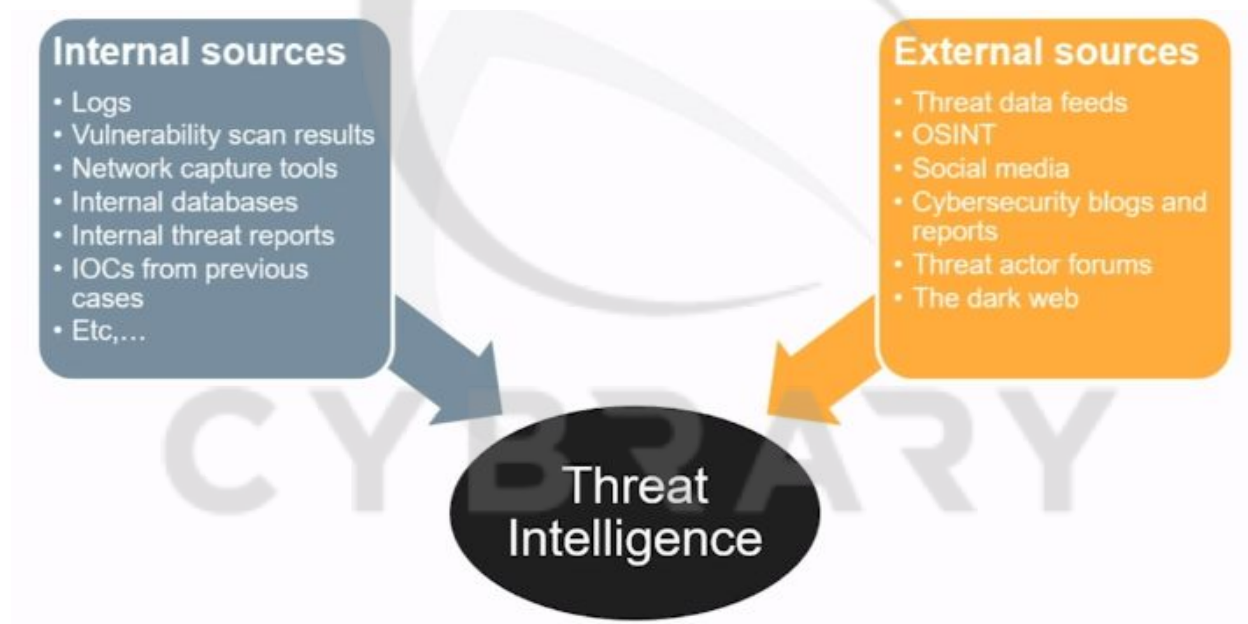 Internal sources
• Logs
• Vulnerability scan results
• Network capture tools
• Internal databases
• Internal threat reports
• IOCs from previous
cases
• Etc,...
External sources
• Threat data feeds
• OSINT
• Social media
• Cybersecurity blogs and
reports
• Threat actor forums
• The dark web
Threat
Intelligence
CYBRARY